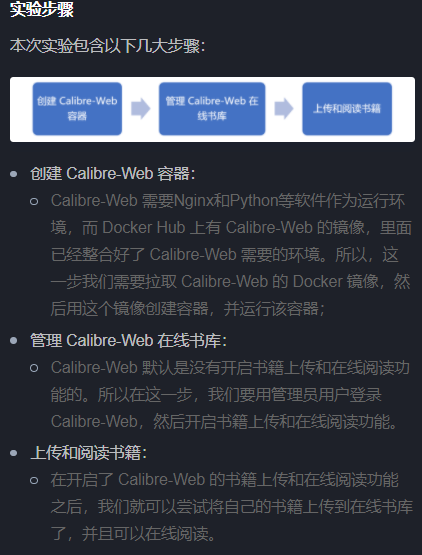 实验步骤
本次实验包含以下几大步骤：
创建 Calibre-Web
容器
管理 Calibre-Web 在
线书库
上传和阅读书籍
创建 Calibre-Web 容器：
Calibre-Web 需要Nginx和Python等软件作为运行环
境，而 Docker Hub 上有 Calibre-Web 的镜像，里面
已经整合好了 Calibre-Web 需要的环境。所以，这
一步我们需要拉取 Calibre-Web 的 Docker 镜像，然
后用这个镜像创建容器，并运行该容器；
管理 Calibre-Web 在线书库：
Calibre-Web 默认是没有开启书籍上传和在线阅读功
能的。所以在这一步，我们要用管理员用户登录
Calibre-Web，然后开启书籍上传和在线阅读功能。
上传和阅读书籍：
在开启了 Calibre-Web 的书籍上传和在线阅读功能
之后，我们就可以尝试将自己的书籍上传到在线书库
了，并且可以在线阅读。